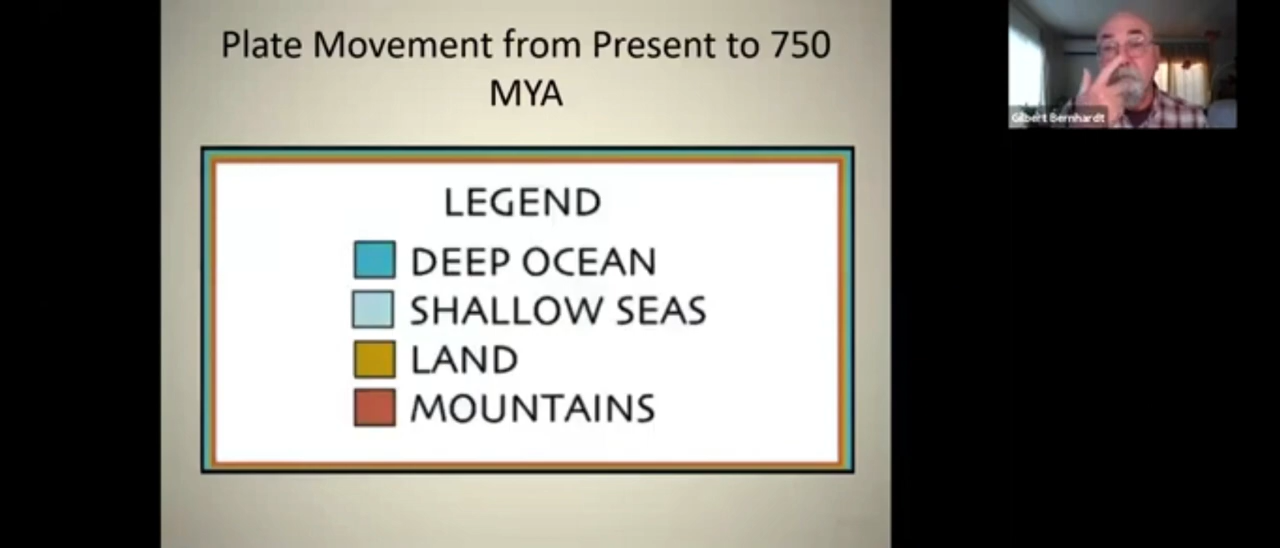 Plate Movement from Present to 750
MYA
LEGEND
DEEP OCEAN
SHALLOW SEAS
LAND
MOUNTAINS
Gilbert Bernhardt